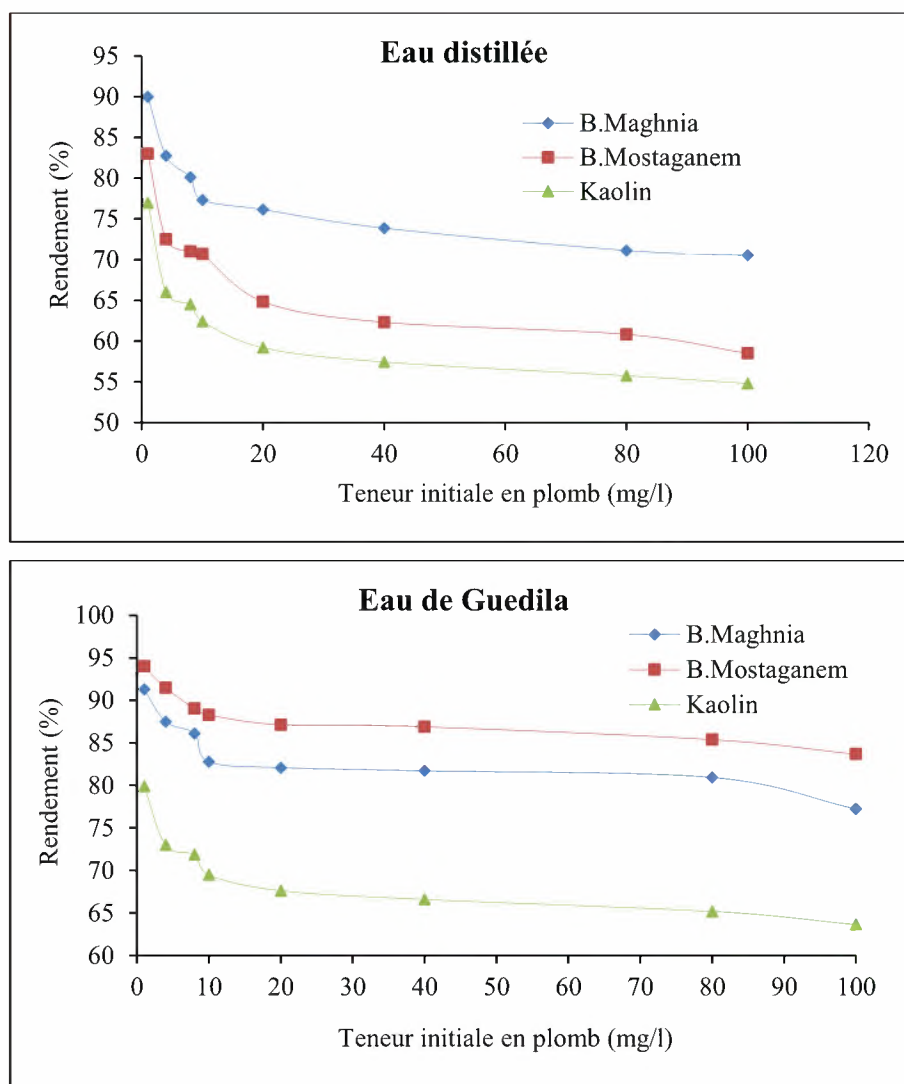 Eau distillée
95
90
85
80
75
70
65
60
55
50
Rendement (%)
B.Maghnia
B.Mostaganem
Kaolin
0 20 40 60 80 100 120
Teneur initiale en plomb (mg/l)
Eau de Guedila
100
95
90
85
80
75
70
65
60
Rendement (%)
B.Maghnia
B.Mostaganem
Kaolin
0 10 20 30 40 50 60 70 80 90 100
Teneur initiale en plomb (mg/l)